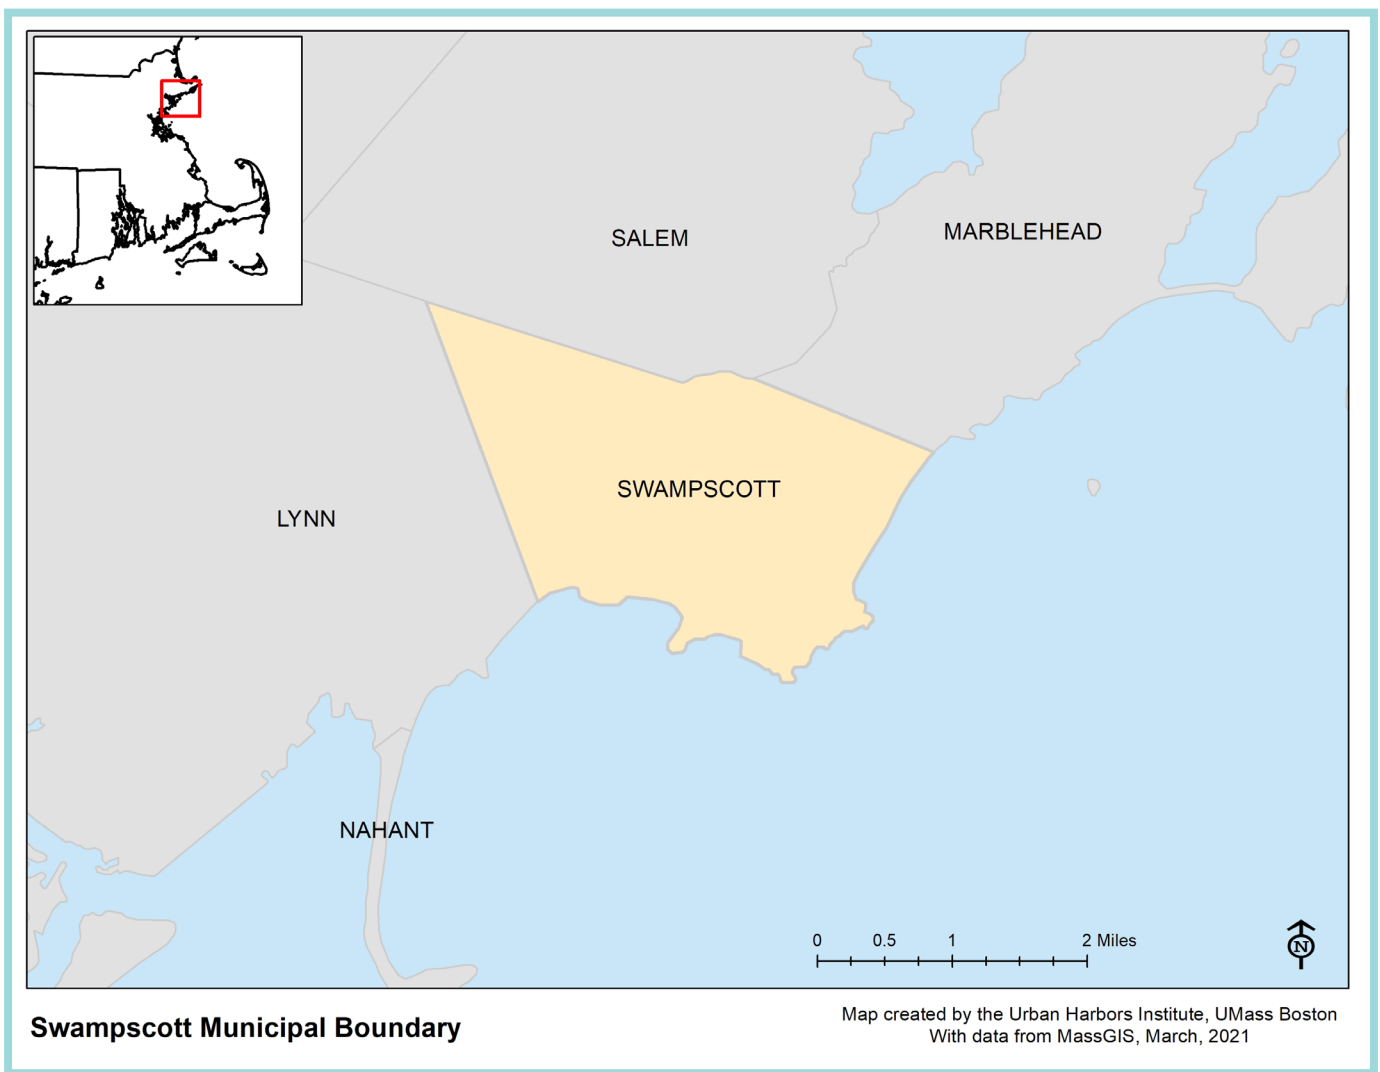 SALEM
MARBLEHEAD
SWAMPSCOTT
LYNN
NAHANT
0 0.5 1 2 Miles
N
Swampscott Municipal Boundary
Map created by the Urban Harbors Institute, UMass Boston
With data from MassGIS, March, 2021